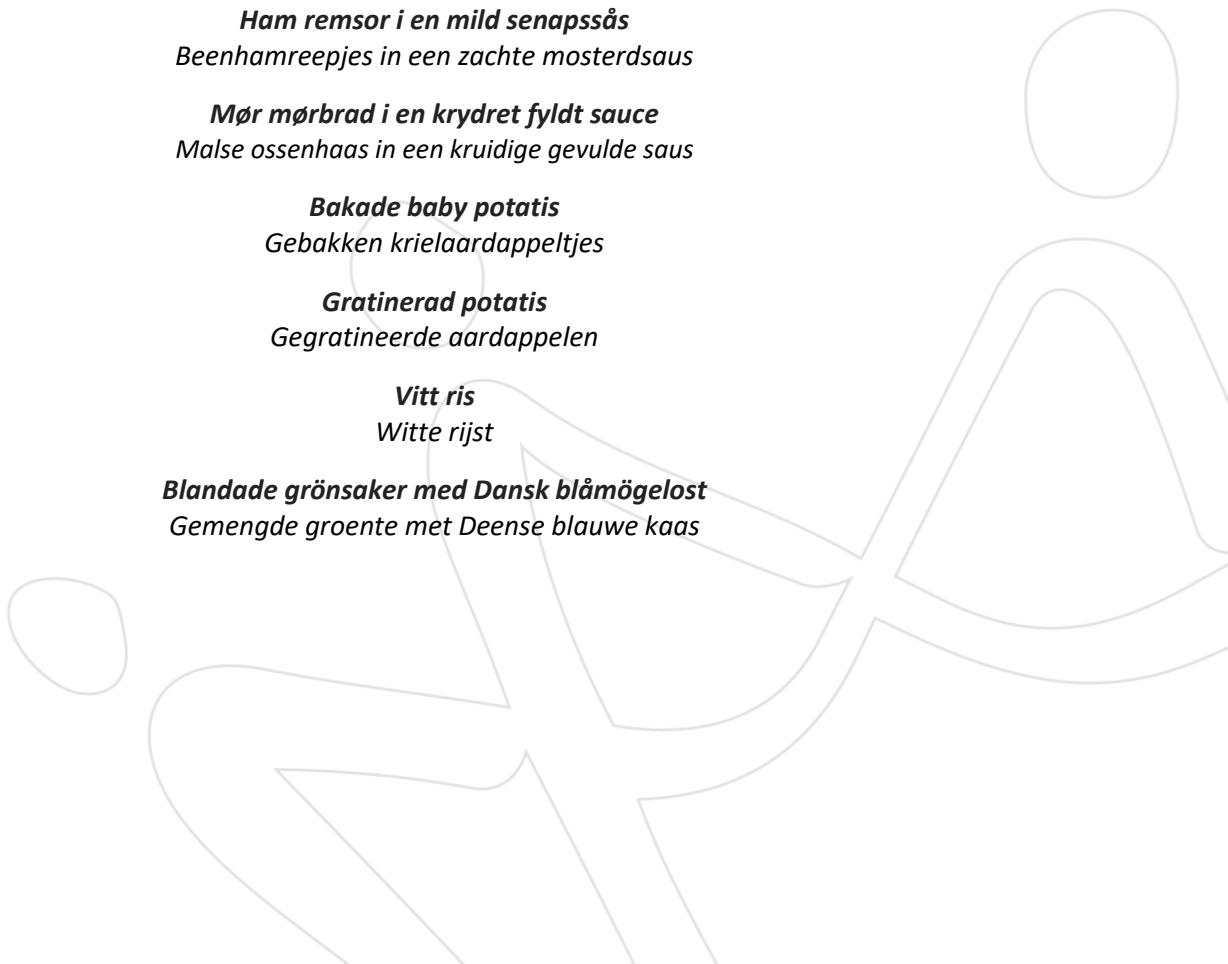 Ham remsor i en mild senapssås
Beenhamreepjes in een zachte mosterdsaus
Mør mørbrad i en krydret fyldt sauce
Malse ossenhaas in een kruidige gevulde saus
Bakade baby potatis
Gebakken krielaardappeltjes
Gratinerad potatis
Gegratineerde aardappelen
Vitt ris
Witte rijst
Blandade grönsaker med Dansk blåmögelost
Gemengde groente met Deense blauwe kaas